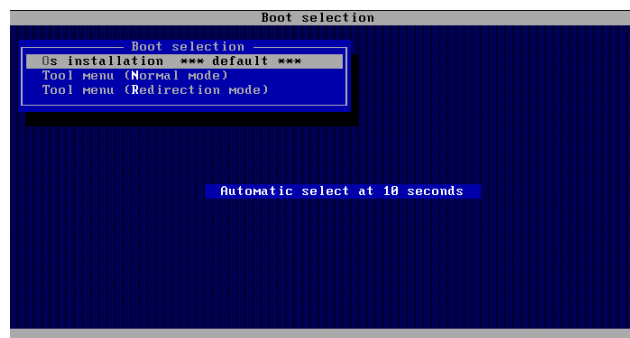 Boot selection
Boot selection
Os installation *** default ***
Tool menu (Normal mode)
Tool menu (Redirection mode)
Automatic select at 10 seconds